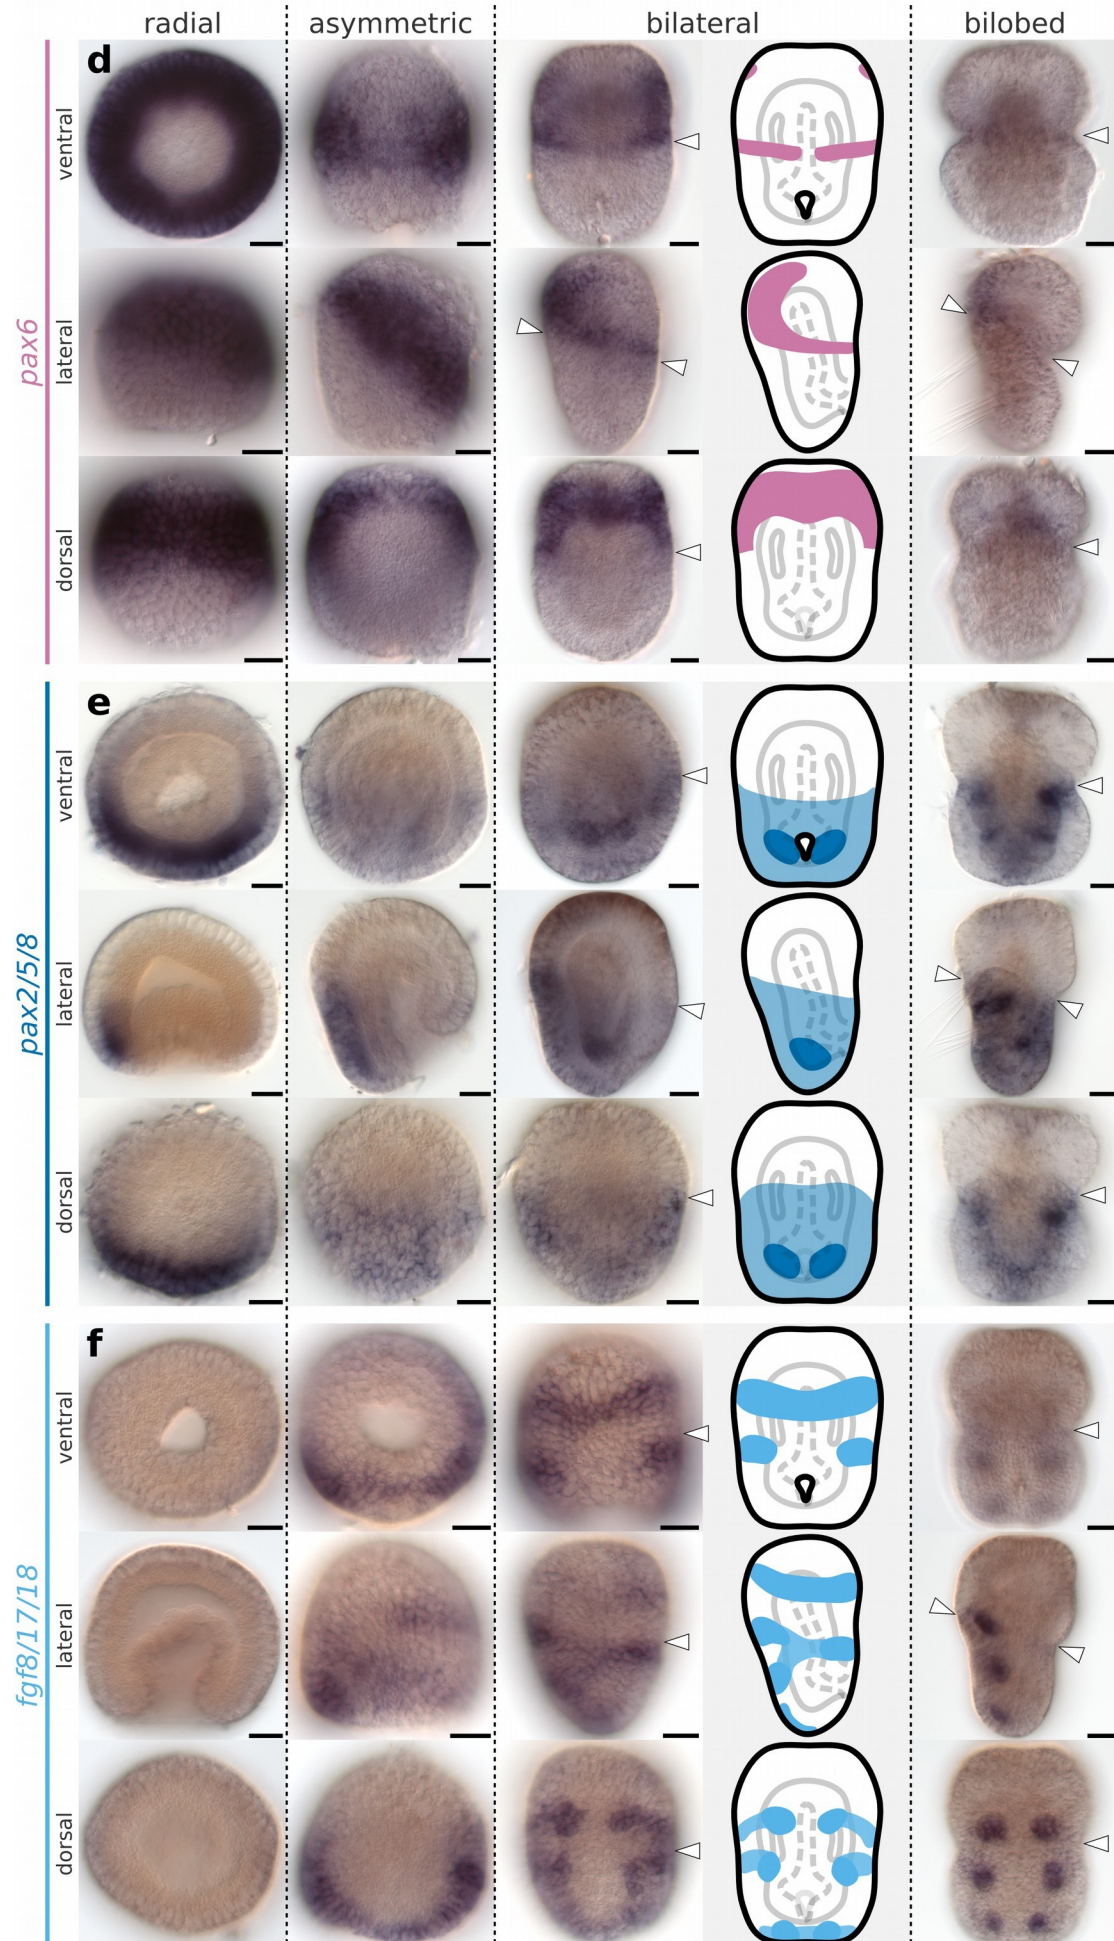 radial asymmetric bilateral bilobed
d
ventral
lateral
dorsal
pax6
e
ventral
lateral
dorsal
pax2/5/8
f
ventral
lateral
dorsal
fgf8/17/18